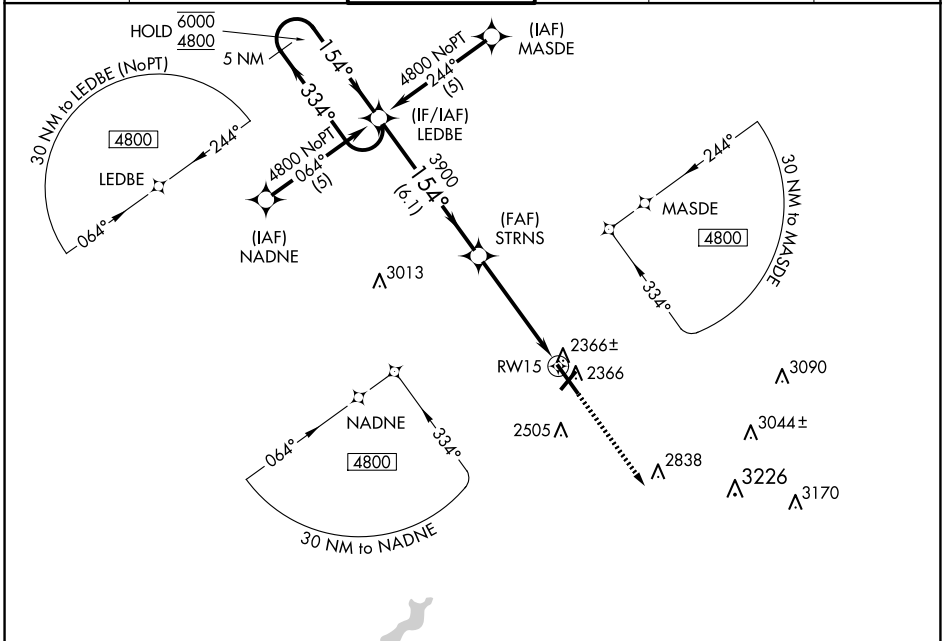 HOLD 6000
4800
5 NM
154°
334°
(IAF)
MASDE
4800 NoPT
244°
(5)
(IF/IAF)
LEDBE
4800 NoPT
064°
(5)
(IAF)
NADNE
3900
154°
(6.1)
(FAF)
STRNS
30 NM to LEDBE (NoPT)
4800
244°
LEDBE
064°
244°
MASDE
4800
334°
30 NM to MASDE
3013
RW15
2366±
2366
3090
2505
3044±
2838
3226
3170
NADNE
064°
334°
4800
30 NM to NADNE